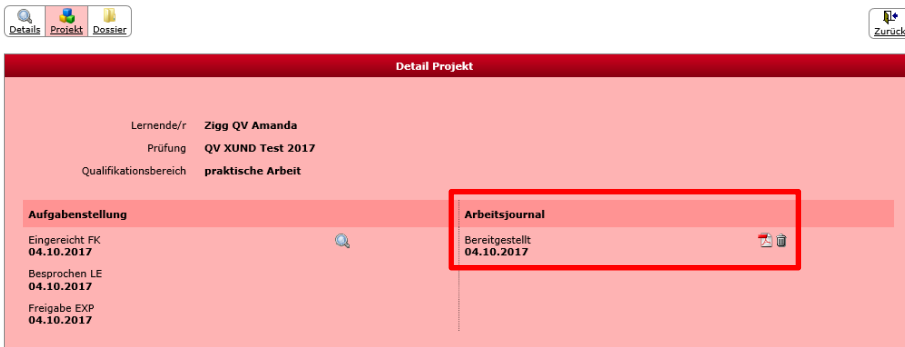 Details Projekt Dossier
Zurück
Detail Projekt
Lernende/r Zigg QV Amanda
Prüfung QV XUND Test 2017
Qualifikationsbereich praktische Arbeit
Aufgabenstellung Arbeitsjournal
Eingereicht FK Bereitgestellt
04.10.2017 04.10.2017
Besprochen LE
04.10.2017
Freigabe EXP
04.10.2017